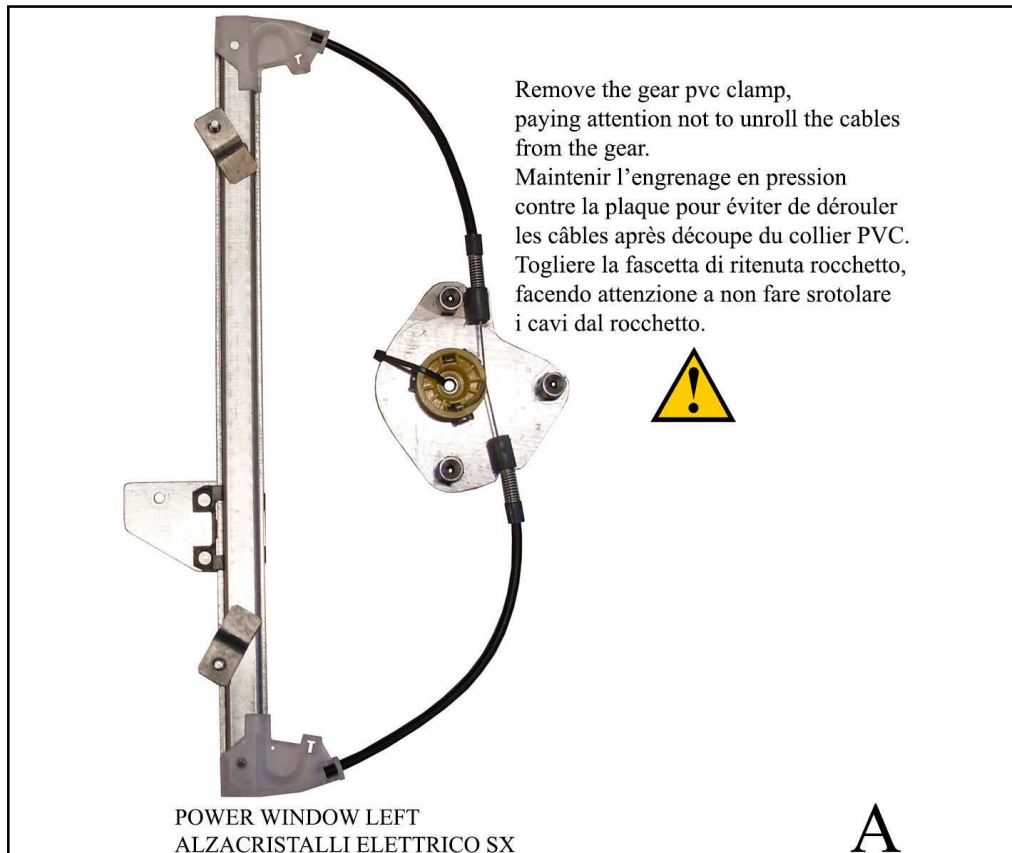 Remove the gear pvc clamp,
paying attention not to unroll the cables
from the gear.
Maintenir l’engrenage en pression
contre la plaque pour éviter de dérouler
les câbles après découpe du collier PVC.
Togliere la fascetta di ritenuta rocchetto,
facendo attenzione a non fare srotolare
i cavi dal rocchetto.
POWER WINDOW LEFT
ALZACRISTALLI ELETTRICO SX
A